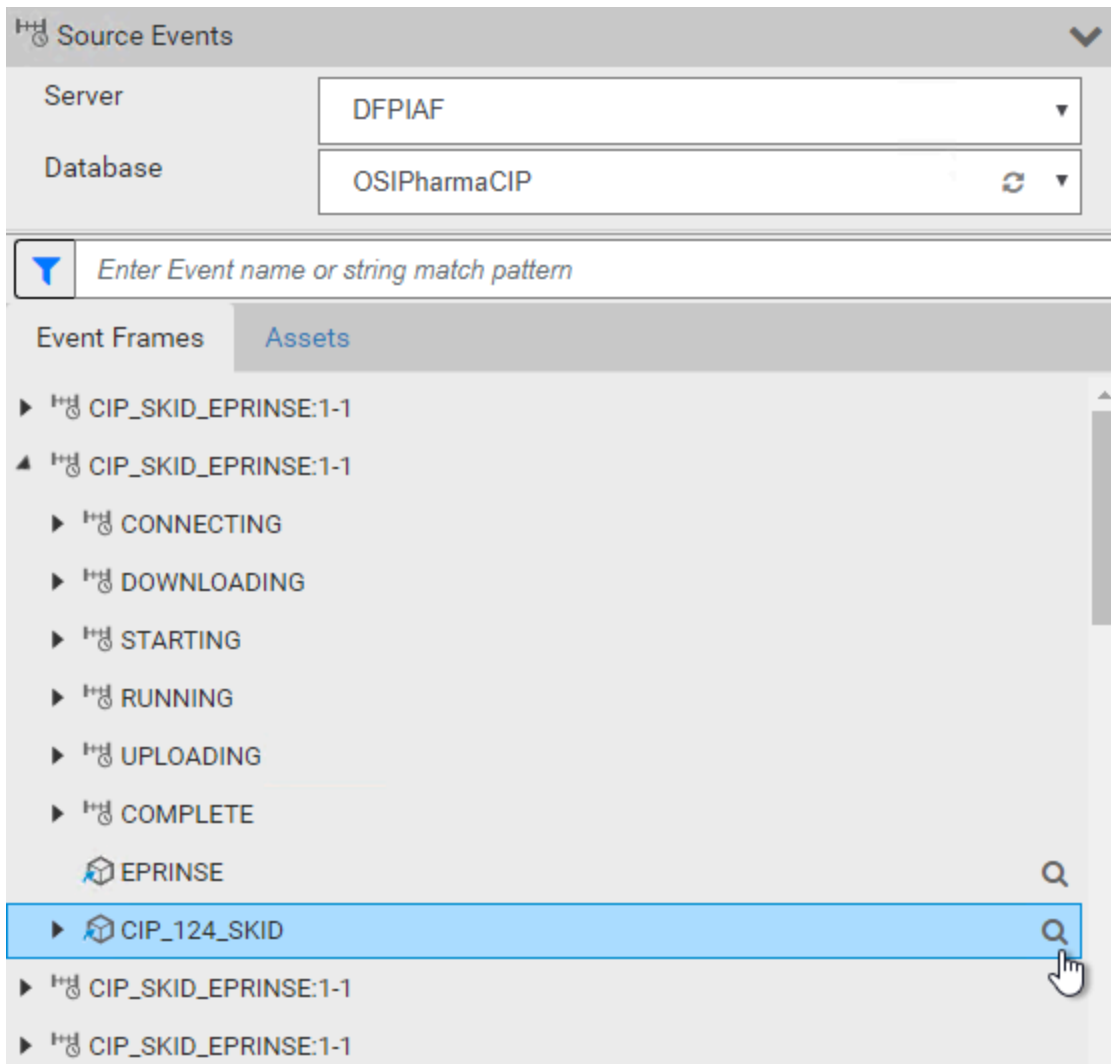 Source Events
Server DFPIAF
Database OSIPharmaCIP
Enter Event name or string match pattern
Event Frames Assets
CIP_SKID_EPRINSE:1-1
CIP_SKID_EPRINSE:1-1
CONNECTING
DOWNLOADING
STARTING
RUNNING
UPLOADING
COMPLETE
EPRINSE
CIP_124_SKID
CIP_SKID_EPRINSE:1-1
CIP_SKID_EPRINSE:1-1